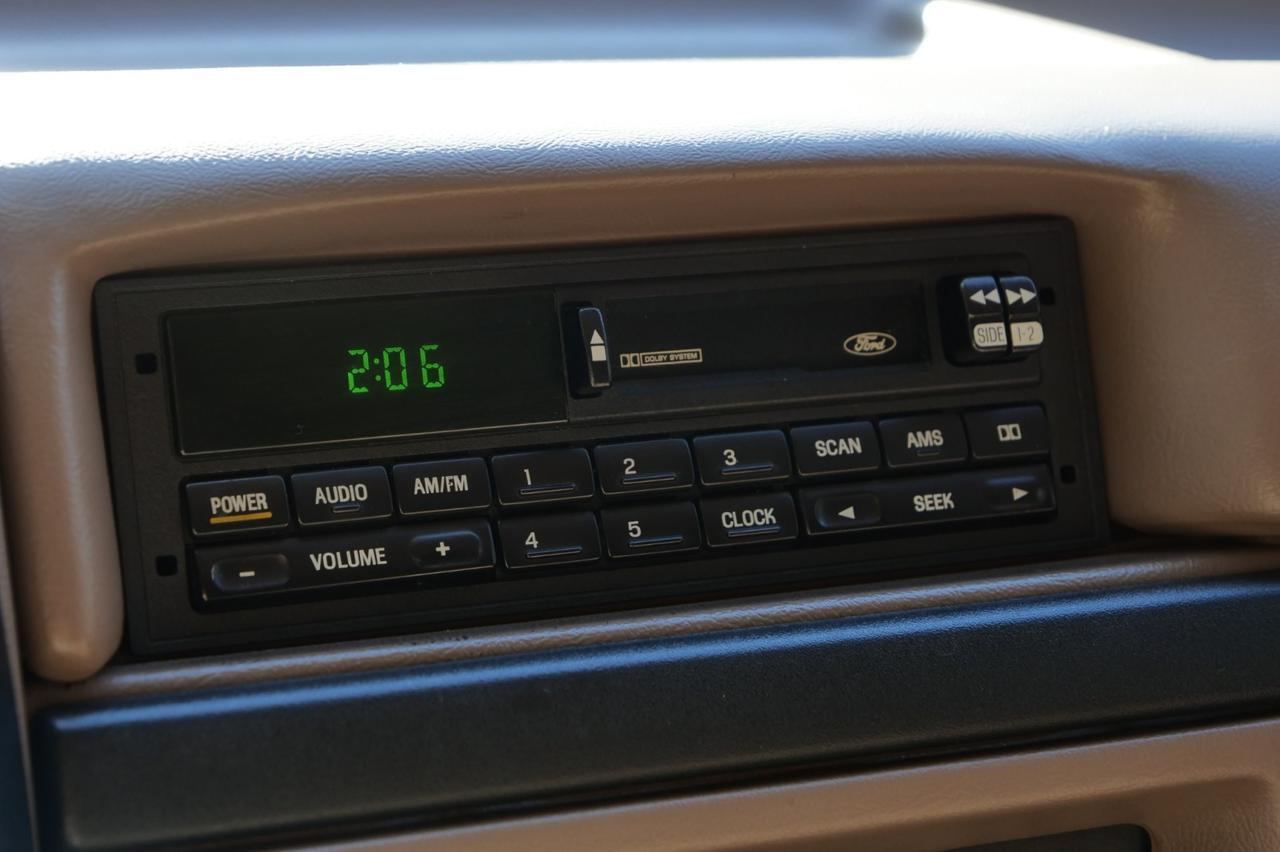 2:06
DOLBY SYSTEM
Ford
SIDE 1-2
POWER AUDIO AM/FM 1 2 3 SCAN AMS
- VOLUME + 4 5 CLOCK SEEK